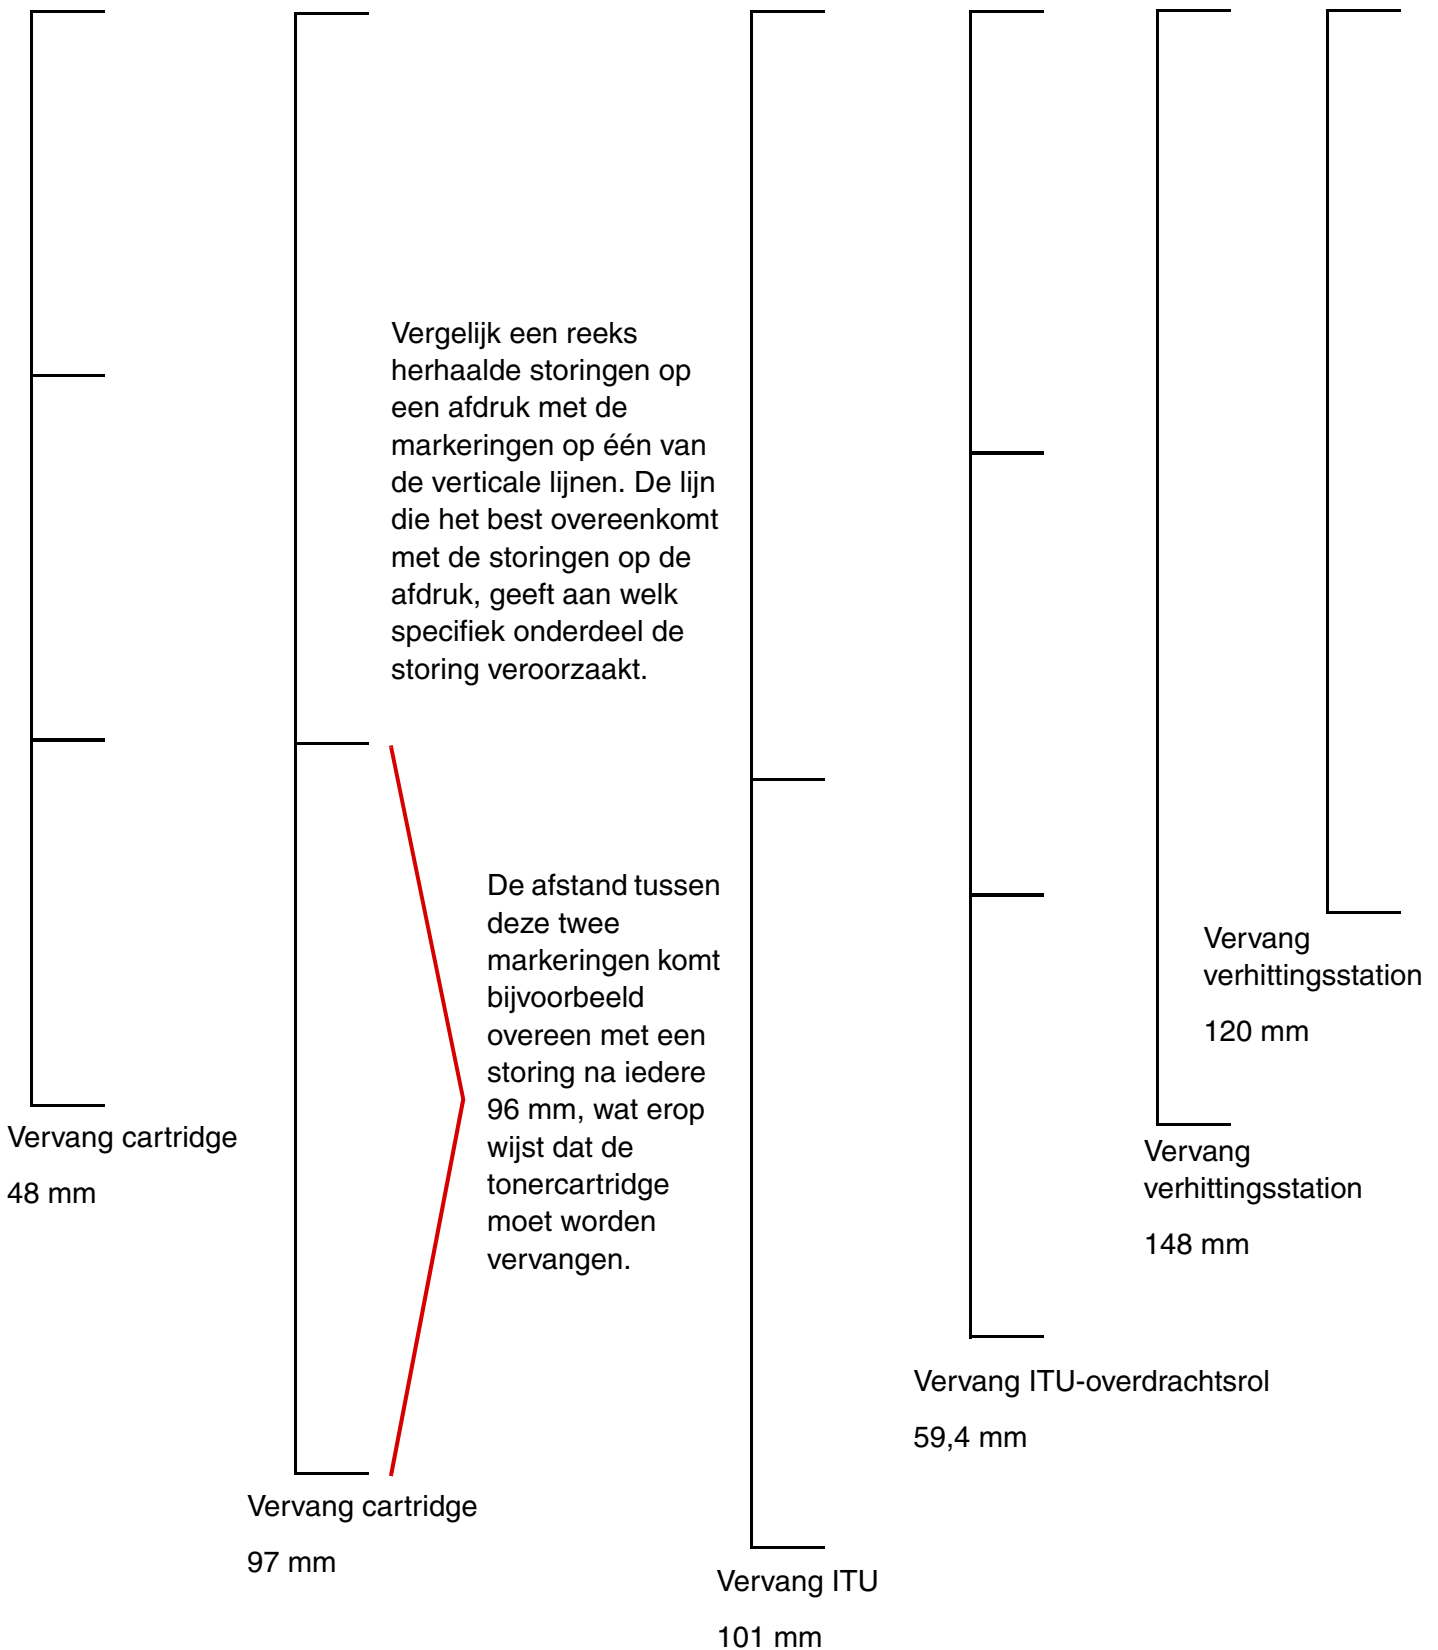 Vergelijk een reeks
herhaalde storingen op
een afdruk met de
markeringen op één van
de verticale lijnen. De lijn
die het best overeenkomt
met de storingen op de
afdruk, geeft aan welk
specifiek onderdeel de
storing veroorzaakt.
De afstand tussen
deze twee
markeringen komt
bijvoorbeeld
overeen met een
storing na iedere
96 mm, wat erop
wijst dat de
tonercartridge
moet worden
vervangen.
Vervang cartridge
48 mm
Vervang cartridge
97 mm
Vervang ITU
101 mm
Vervang ITU-overdrachtsrol
59,4 mm
Vervang
verhittingsstation
148 mm
Vervang
verhittingsstation
120 mm